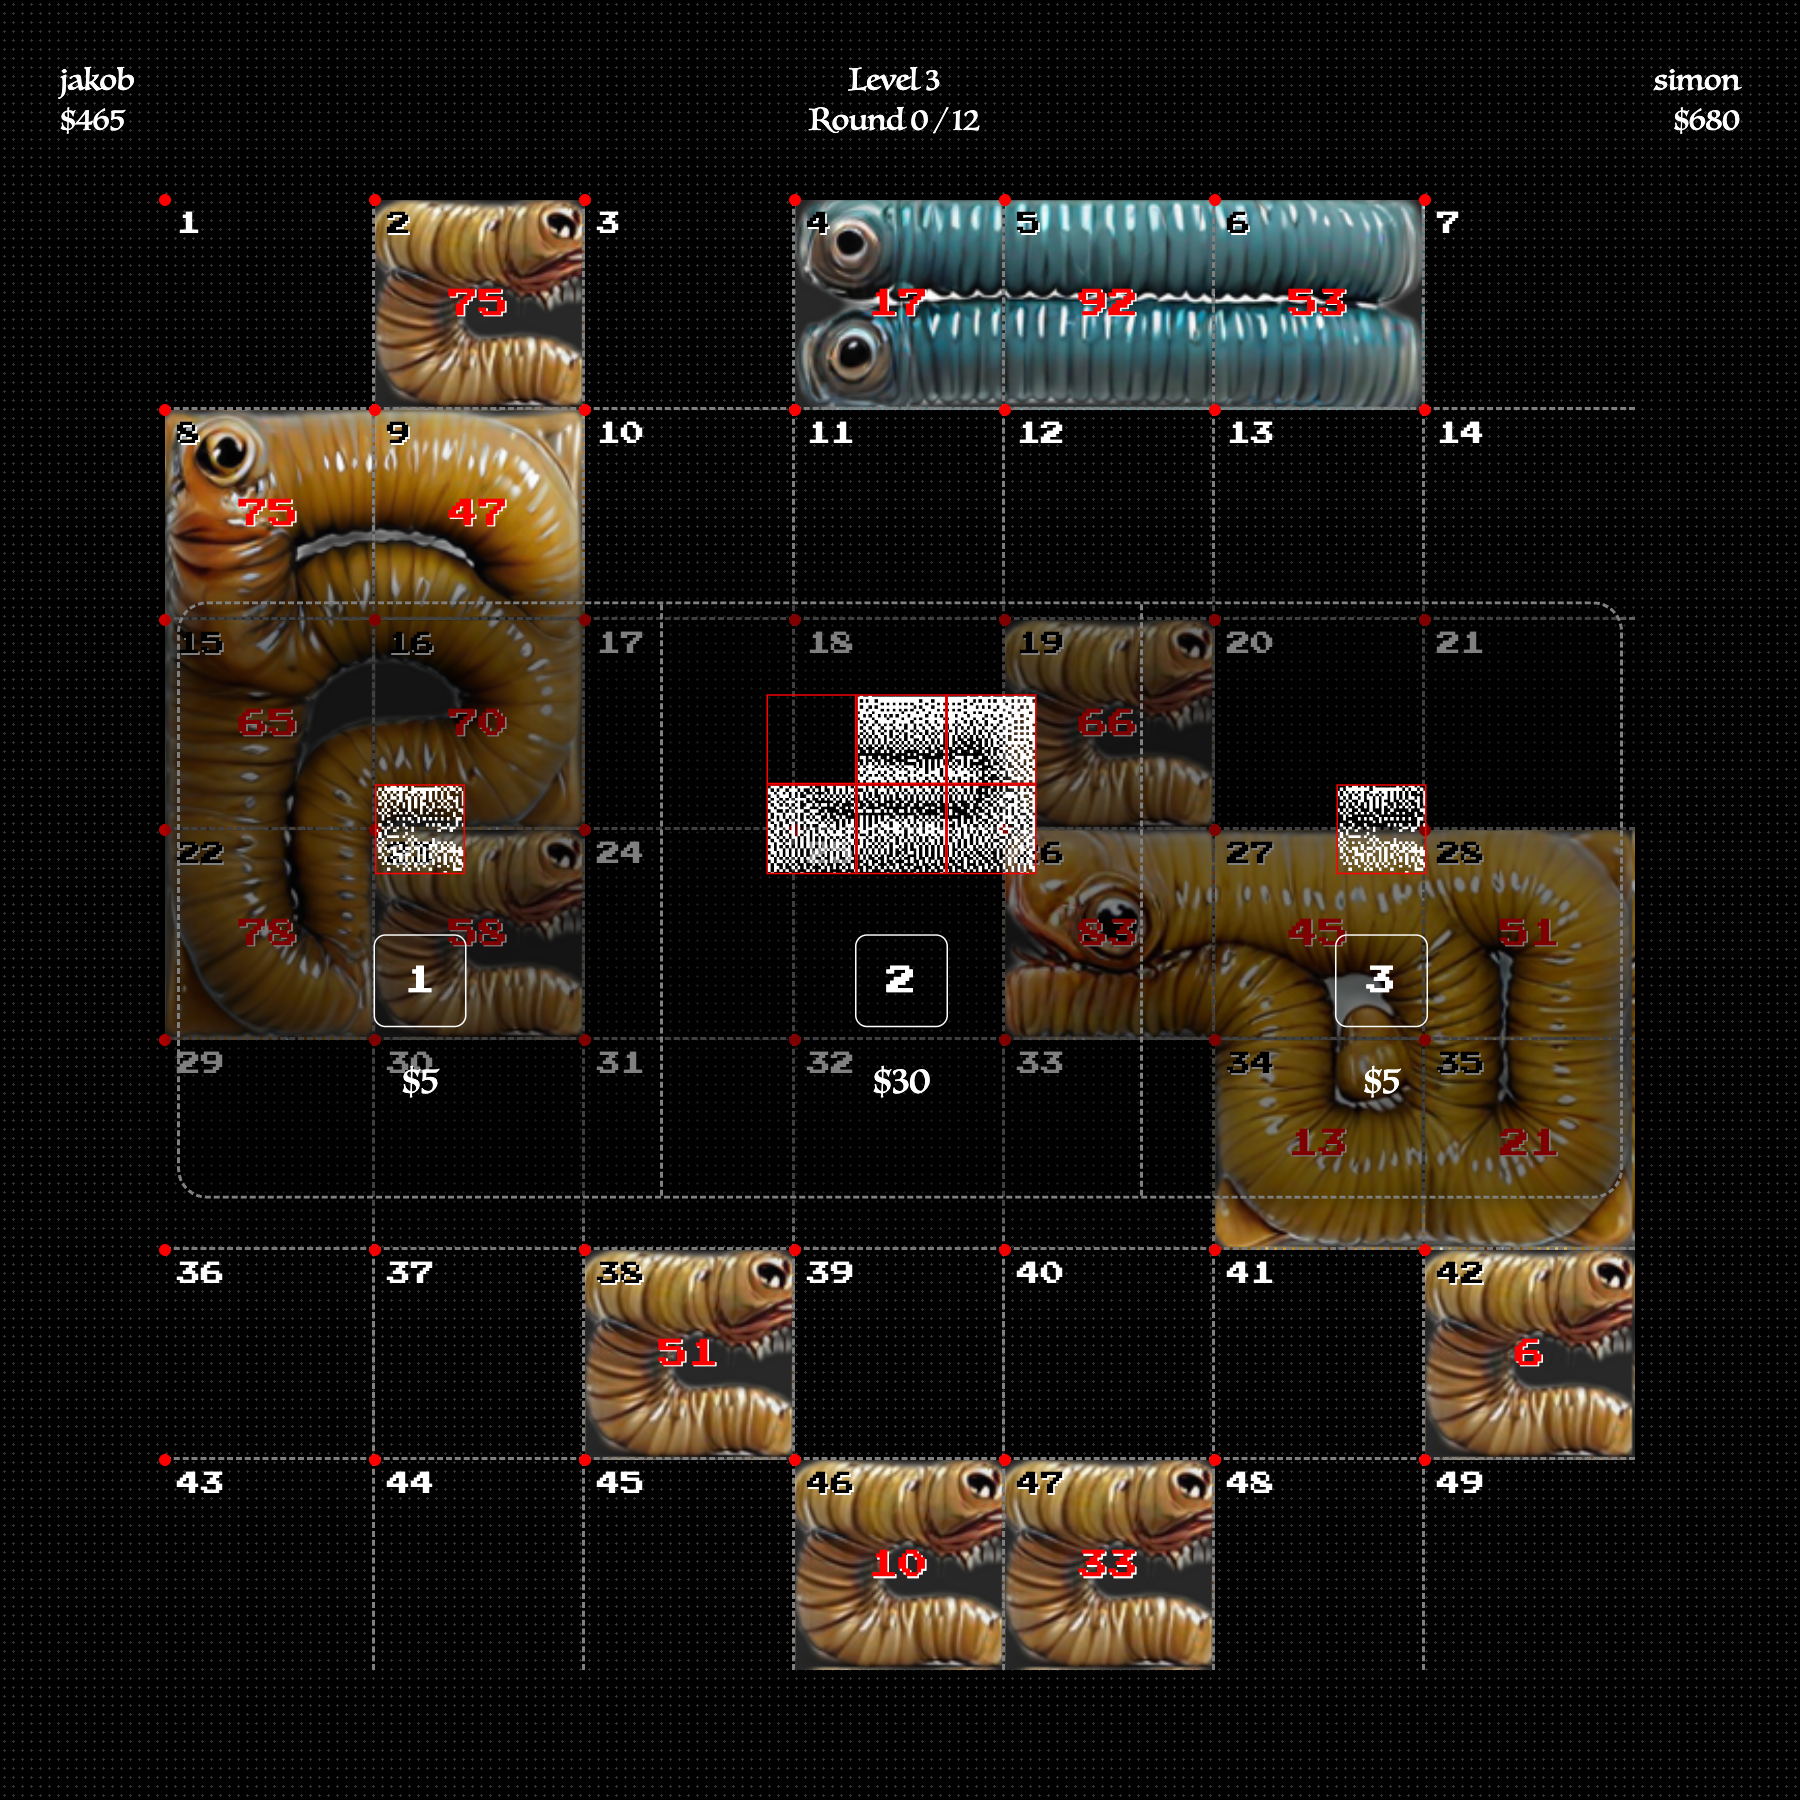 jakob Level 3 simon
$465 Round 0 / 12 $680
1 2 3 4 5 6 7
75 17 92 53
8 9 10 11 12 13 14
75 47
15 16 17 18 19 20 21
65 70 66
22 24 27 28
78 58 83 45 51
1 2 3
29 30 31 32 33 34 35
$5 $30 $5
13 21
36 37 38 39 40 41 42
51 6
43 44 45 46 47 48 49
10 33